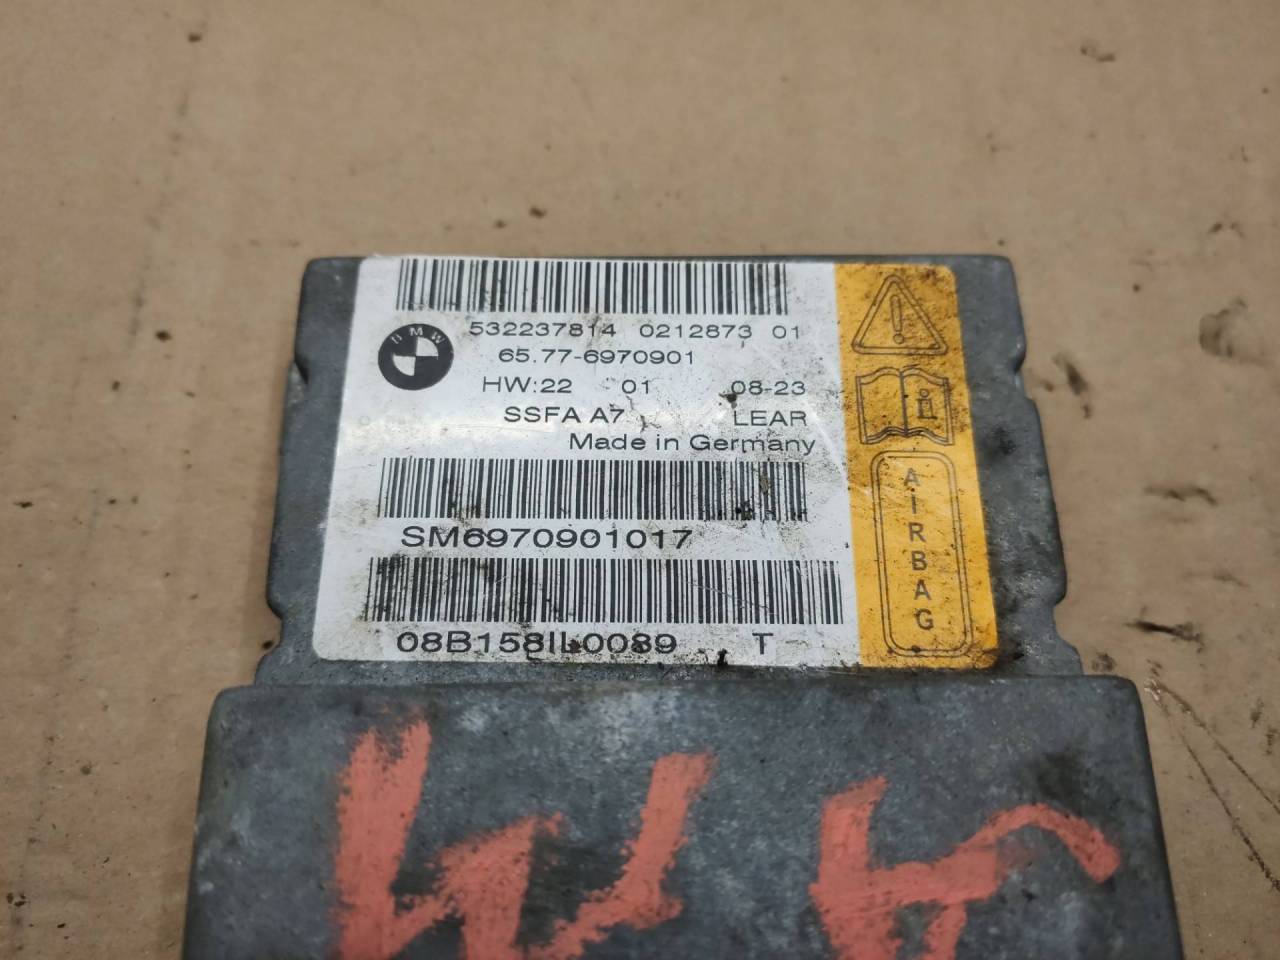 BMW
532237814 0212873 01
65.77-6970901
HW:22 01 08-23
SSFA A7 LEAR
Made in Germany
SM6970901017
08B158IL0089 T
AIRBAG